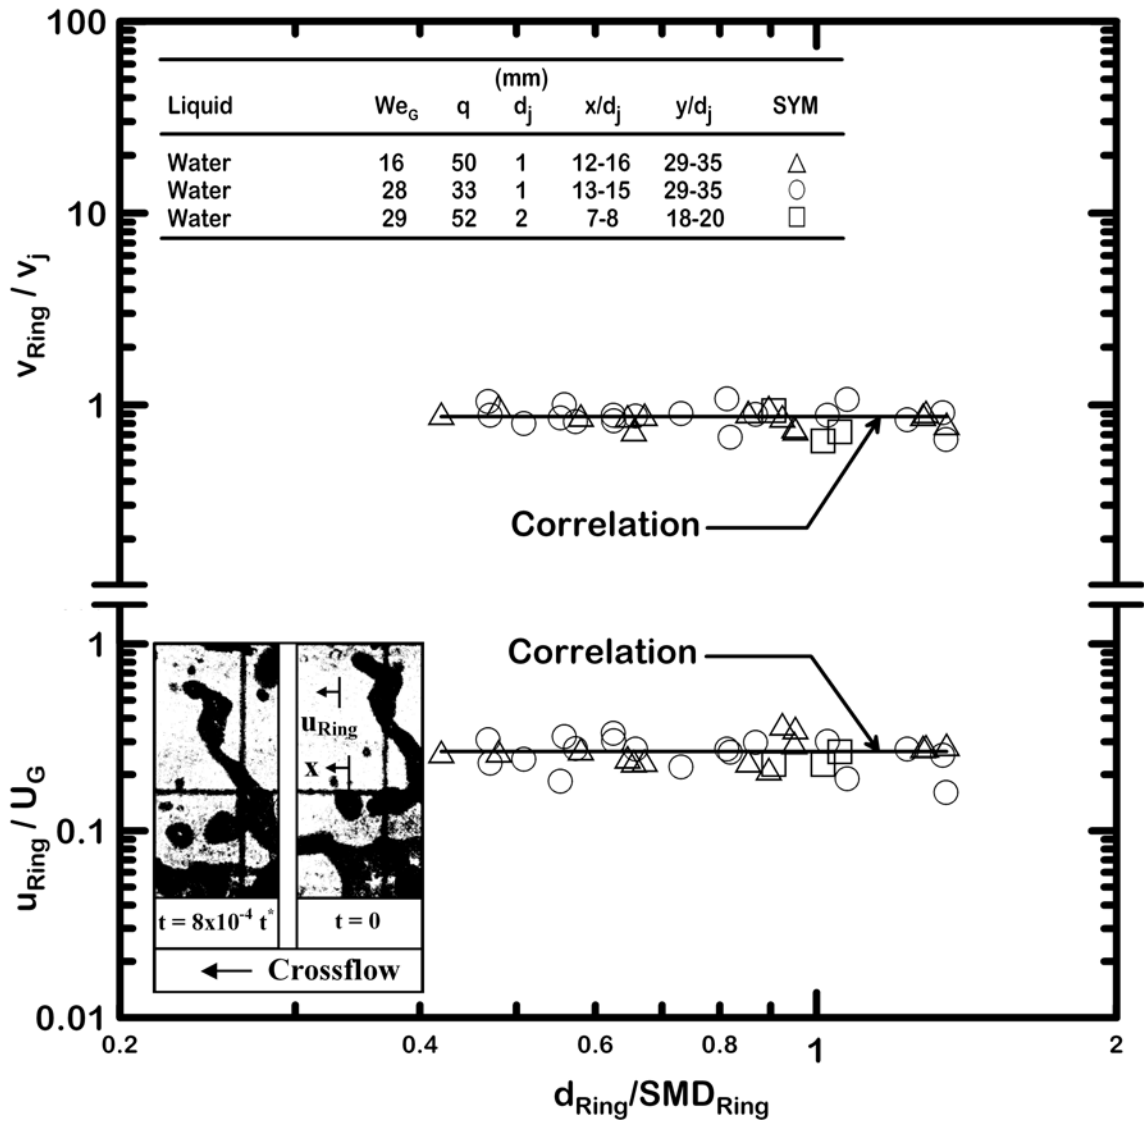 100
(mm)
Liquid We_G q d_j x/d_j y/d_j SYM
Water 16 50 1 12-16 29-35 △
Water 28 33 1 13-15 29-35 ○
Water 29 52 2 7-8 18-20 □
10
v_Ring / v_j
1
Correlation
0.1
1
Correlation
u_Ring
x
u_Ring / U_G
0.1
t = 8x10⁻⁴ t* t = 0
← Crossflow
0.01
0.2 0.4 0.6 0.8 1 2
d_Ring/SMD_Ring